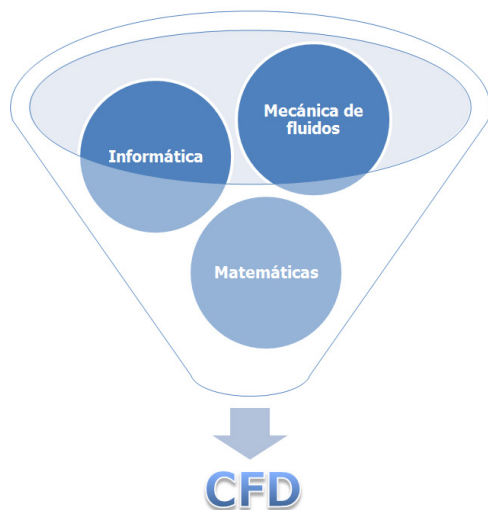 Mecánica de
fluidos
Informática
Matemáticas
CFD